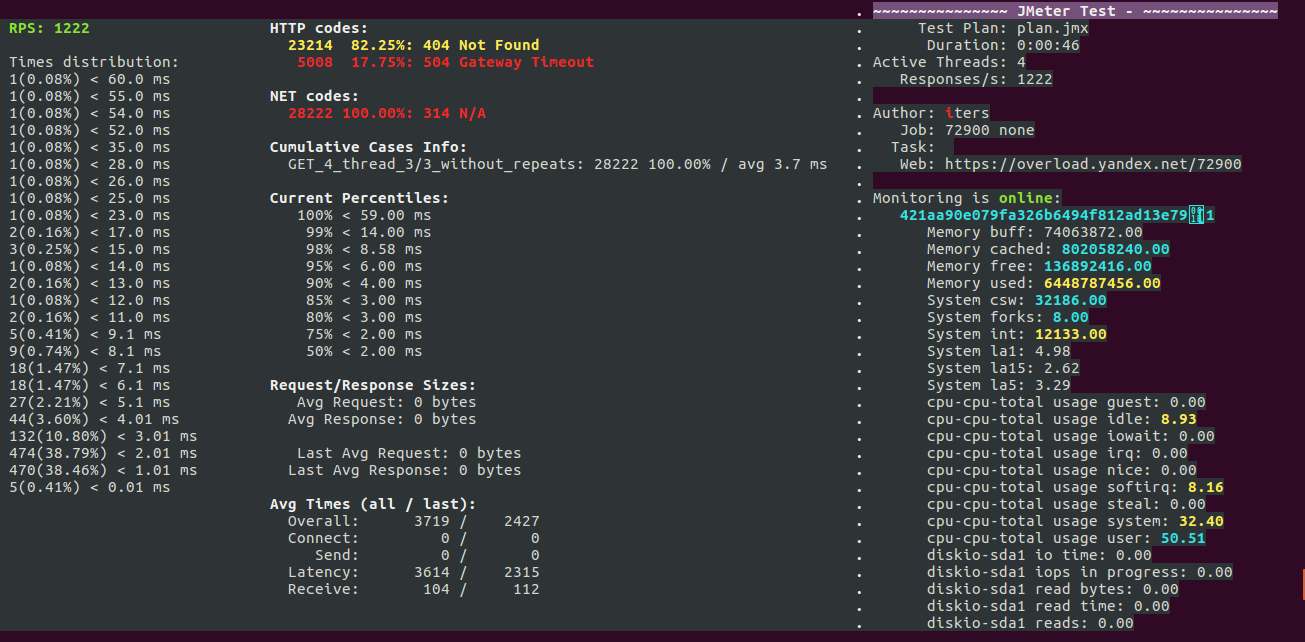 RPS: 1222
Times distribution:
1(0.08%) < 60.0 ms
1(0.08%) < 55.0 ms
1(0.08%) < 54.0 ms
1(0.08%) < 52.0 ms
1(0.08%) < 35.0 ms
1(0.08%) < 28.0 ms
1(0.08%) < 26.0 ms
1(0.08%) < 25.0 ms
1(0.08%) < 23.0 ms
2(0.16%) < 17.0 ms
3(0.25%) < 15.0 ms
1(0.08%) < 14.0 ms
2(0.16%) < 13.0 ms
1(0.08%) < 12.0 ms
2(0.16%) < 11.0 ms
5(0.41%) < 9.1 ms
9(0.74%) < 8.1 ms
18(1.47%) < 7.1 ms
18(1.47%) < 6.1 ms
27(2.21%) < 5.1 ms
44(3.60%) < 4.01 ms
132(10.80%) < 3.01 ms
474(38.79%) < 2.01 ms
470(38.46%) < 1.01 ms
5(0.41%) < 0.01 ms
HTTP codes:
23214 82.25%: 404 Not Found
5008 17.75%: 504 Gateway Timeout
NET codes:
28222 100.00%: 314 N/A
Cumulative Cases Info:
GET_4_thread_3/3_without_repeats: 28222 100.00% / avg 3.7 ms
Current Percentiles:
100% < 59.00 ms
99% < 14.00 ms
98% < 8.58 ms
95% < 6.00 ms
90% < 4.00 ms
85% < 3.00 ms
80% < 3.00 ms
75% < 2.00 ms
50% < 2.00 ms
Request/Response Sizes:
Avg Request: 0 bytes
Avg Response: 0 bytes
Last Avg Request: 0 bytes
Last Avg Response: 0 bytes
Avg Times (all / last):
Overall: 3719 / 2427
Connect: 0 / 0
Send: 0 / 0
Latency: 3614 / 2315
Receive: 104 / 112
~~~~~~~~~~~~~~~ JMeter Test - ~~~~~~~~~~~~~~~
Test Plan: plan.jmx
Duration: 0:00:46
Active Threads: 4
Responses/s: 1222
Author: iters
Job: 72900 none
Task:
Web: https://overload.yandex.net/72900
Monitoring is online:
Memory buff: 74063872.00
Memory cached: 802058240.00
Memory free: 136892416.00
Memory used: 6448787456.00
System csw: 32186.00
System forks: 8.00
System int: 12133.00
System la1: 4.98
System la15: 2.62
System la5: 3.29
cpu-cpu-total usage guest: 0.00
cpu-cpu-total usage idle: 8.93
cpu-cpu-total usage iowait: 0.00
cpu-cpu-total usage irq: 0.00
cpu-cpu-total usage nice: 0.00
cpu-cpu-total usage softirq: 8.16
cpu-cpu-total usage steal: 0.00
cpu-cpu-total usage system: 32.40
cpu-cpu-total usage user: 50.51
diskio-sda1 io time: 0.00
diskio-sda1 iops in progress: 0.00
diskio-sda1 read bytes: 0.00
diskio-sda1 read time: 0.00
diskio-sda1 reads: 0.00